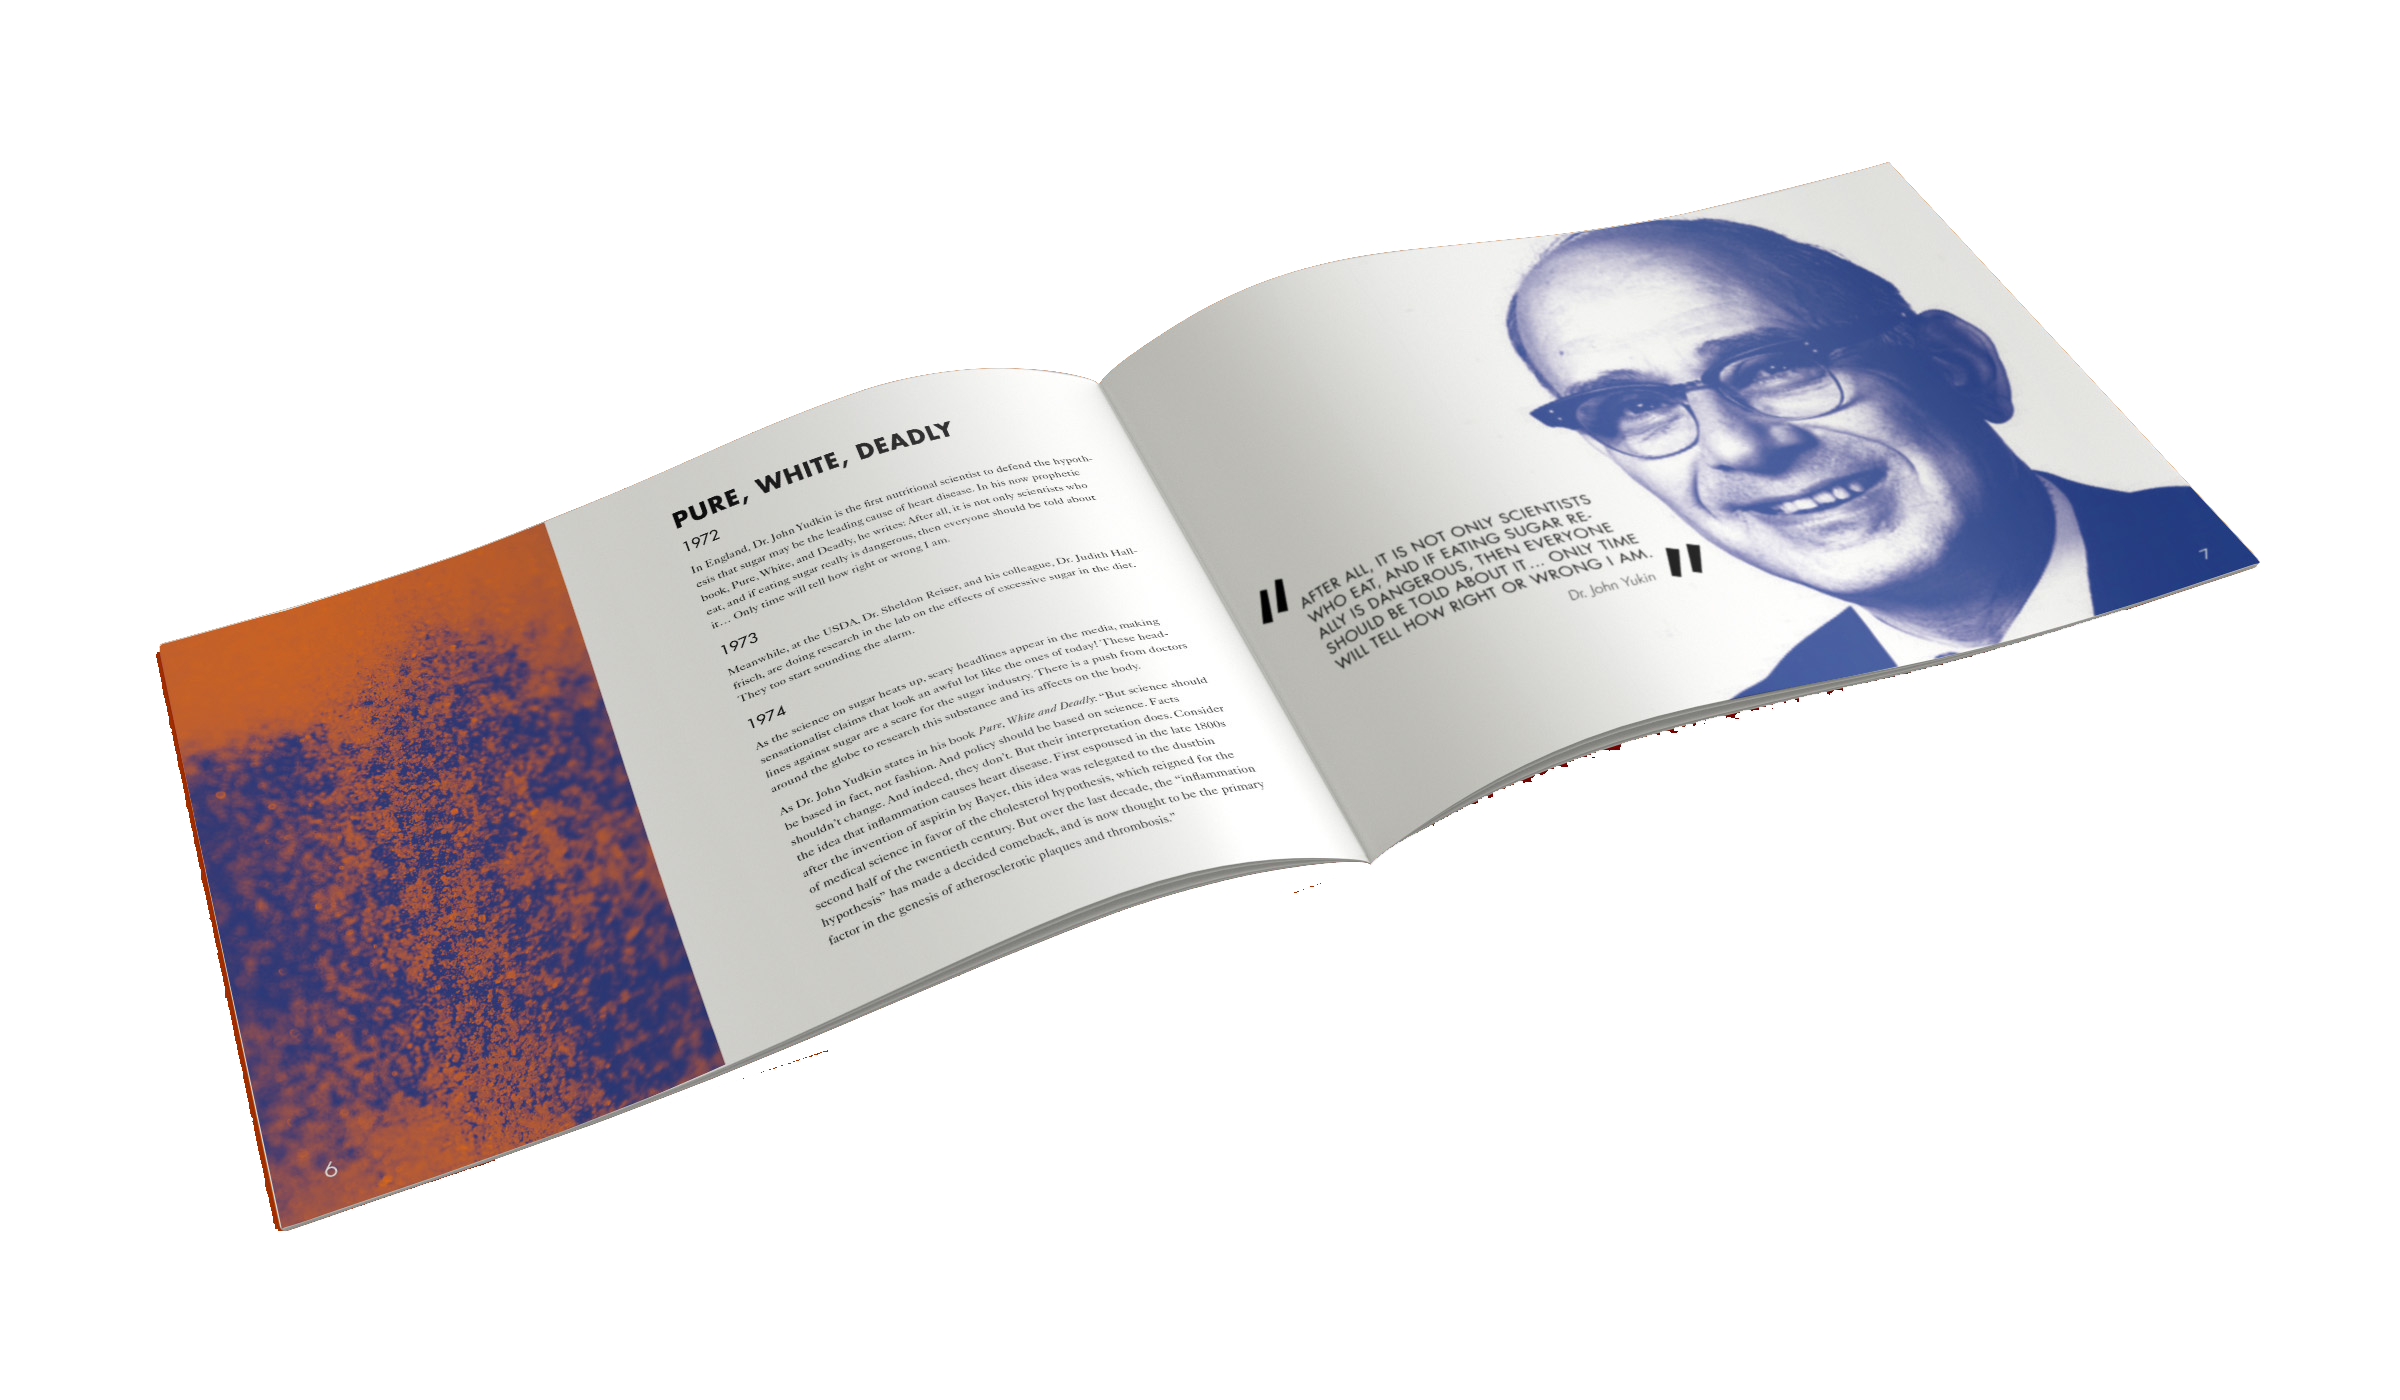 PURE, WHITE, DEADLY
1972
In England, Dr. John Yudkin is the first nutritional scientist to defend the hypoth-
esis that sugar may be the leading cause of heart disease. In his now prophetic
book, Pure, White, and Deadly, he writes: After all, it is not only scientists who
eat, and if eating sugar really is dangerous, then everyone should be told about
it… Only time will tell how right or wrong I am.
1973
Meanwhile, at the USDA, Dr. Sheldon Reiser, and his colleague, Dr. Judith Hall-
frisch, are doing research in the lab on the effects of excessive sugar in the diet.
They too start sounding the alarm.
1974
As the science on sugar heats up, scary headlines appear in the media, making
sensationalist claims that look an awful lot like the ones of today! These head-
lines against sugar are a scare for the sugar industry. There is a push from doctors
around the globe to research this substance and its affects on the body.
As Dr. John Yudkin states in his book Pure, White and Deadly: “But science should
be based in fact, not fashion. And policy should be based on science. Facts
shouldn’t change. And indeed, they don’t. But their interpretation does. Consider
the idea that inflammation causes heart disease. First espoused in the late 1800s
after the invention of aspirin by Bayer, this idea was relegated to the dustbin
of medical science in favor of the cholesterol hypothesis, which reigned for the
second half of the twentieth century. But over the last decade, the “inflammation
hypothesis” has made a decided comeback, and is now thought to be the primary
factor in the genesis of atherosclerotic plaques and thrombosis.”
6
"
AFTER ALL, IT IS NOT ONLY SCIENTISTS
WHO EAT, AND IF EATING SUGAR RE-
ALLY IS DANGEROUS, THEN EVERYONE
SHOULD BE TOLD ABOUT IT... ONLY TIME
WILL TELL HOW RIGHT OR WRONG I AM.
"
Dr. John Yukin
7